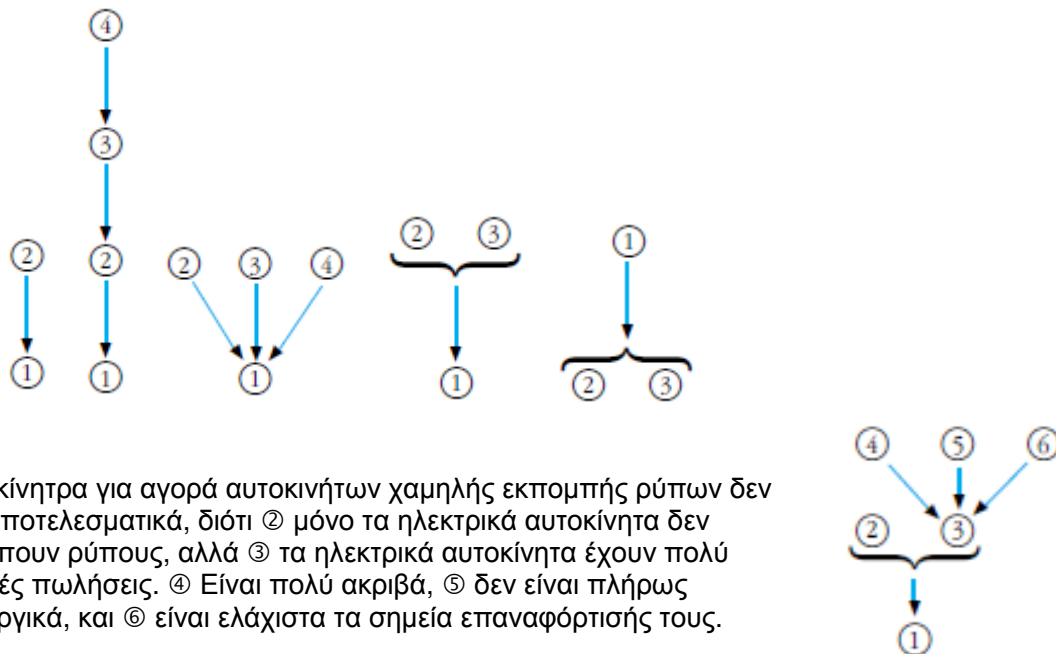 ④
③
② ② ② ③ ④ ② ③ ①
① ① ① ① ② ③
④ ⑤ ⑥
② ③
①
κίνητρα για αγορά αυτοκινήτων χαμηλής εκπομπής ρύπων δεν
ποτελεσματικά, διότι ② μόνο τα ηλεκτρικά αυτοκίνητα δεν
πουν ρύπους, αλλά ③ τα ηλεκτρικά αυτοκίνητα έχουν πολύ
ές πωλήσεις. ④ Είναι πολύ ακριβά, ⑤ δεν είναι πλήρως
ργικά, και ⑥ είναι ελάχιστα τα σημεία επαναφόρτισής τους.